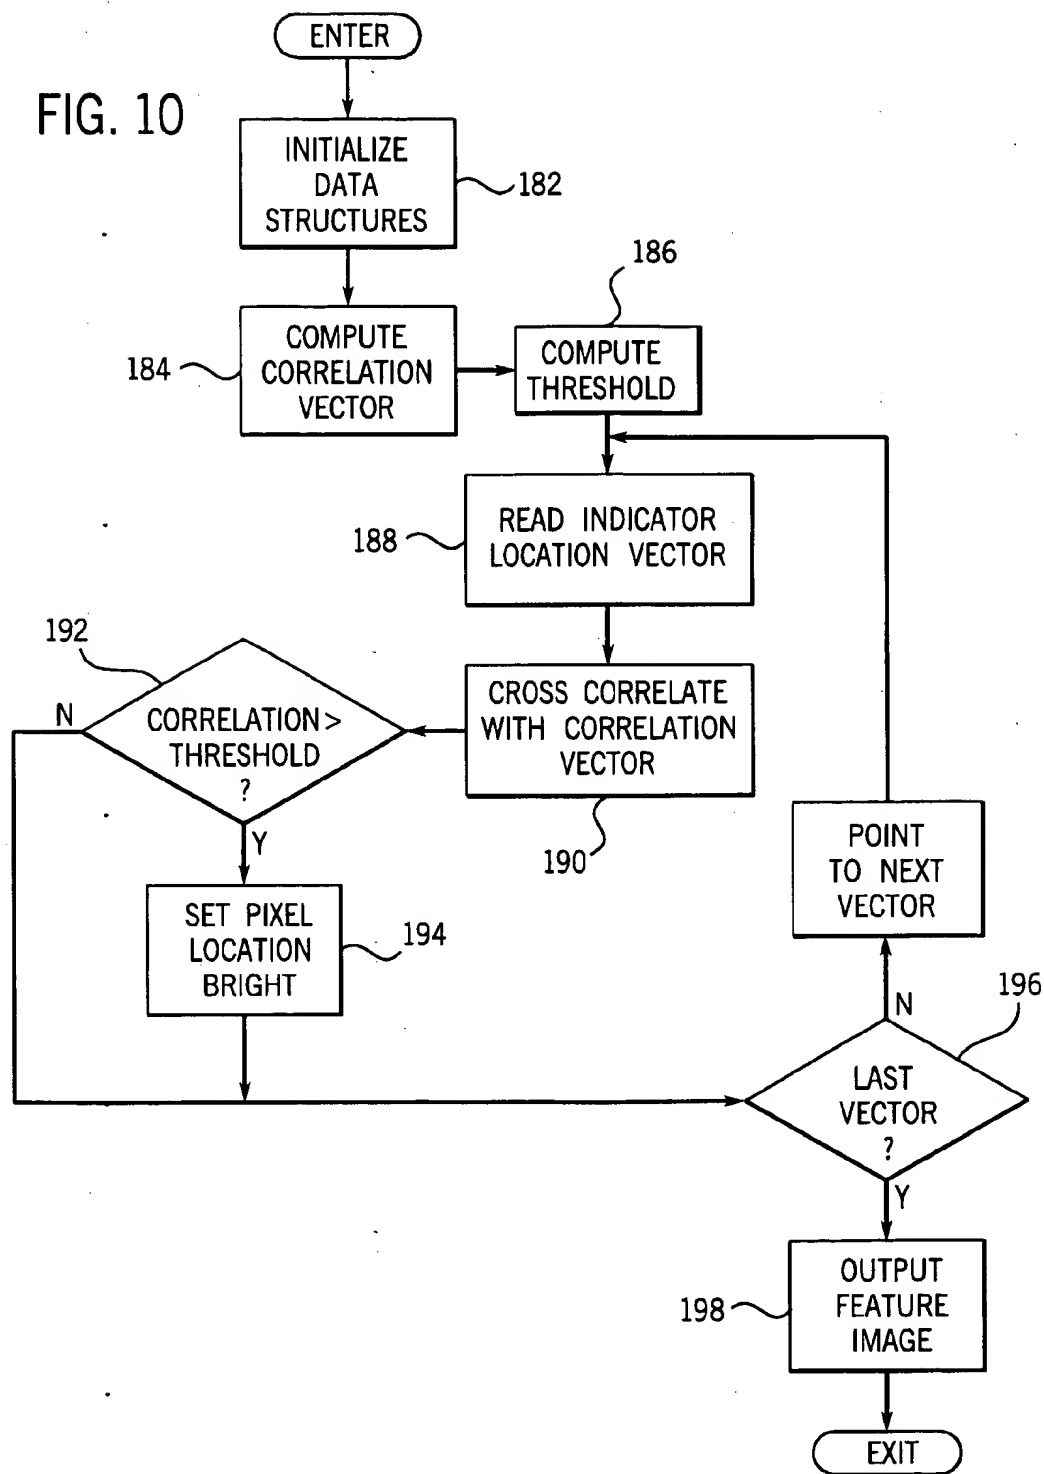 ENTER
FIG. 10
INITIALIZE
DATA
STRUCTURES
182
186
COMPUTE
CORRELATION
VECTOR
184
COMPUTE
THRESHOLD
READ INDICATOR
LOCATION VECTOR
188
192
N
CORRELATION >
THRESHOLD
?
Y
CROSS CORRELATE
WITH CORRELATION
VECTOR
190
POINT
TO NEXT
VECTOR
SET PIXEL
LOCATION
BRIGHT
194
196
N
LAST
VECTOR
?
Y
OUTPUT
FEATURE
IMAGE
198
EXIT